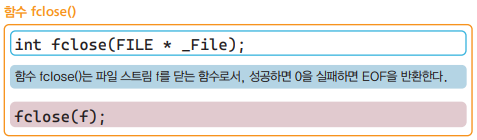 함수 fclose()
int fclose(FILE * _File);
함수 fclose()는 파일 스트림 f를 닫는 함수로서, 성공하면 0을 실패하면 EOF을 반환한다.
fclose(f);